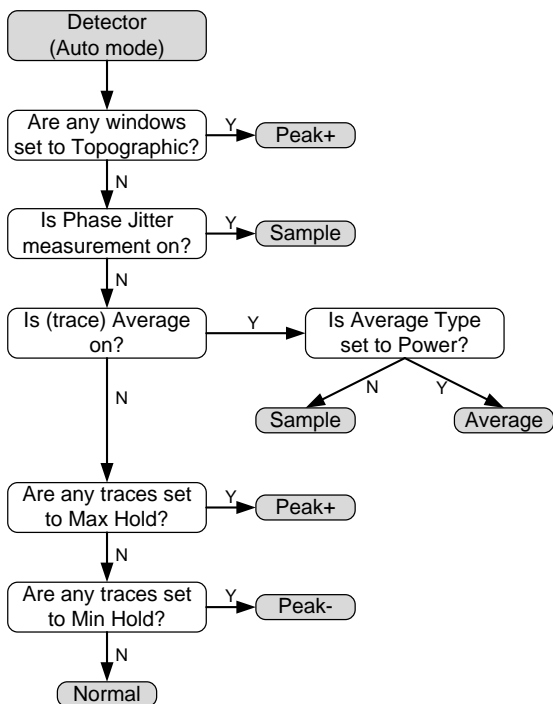 Detector
(Auto mode)
Are any windows
set to Topographic?
Y
Peak+
N
Is Phase Jitter
measurement on?
Y
Sample
N
Is (trace) Average
on?
Y
Is Average Type
set to Power?
N
N
Y
Sample
Average
Are any traces set
to Max Hold?
Y
Peak+
N
Are any traces set
to Min Hold?
Y
Peak-
N
Normal